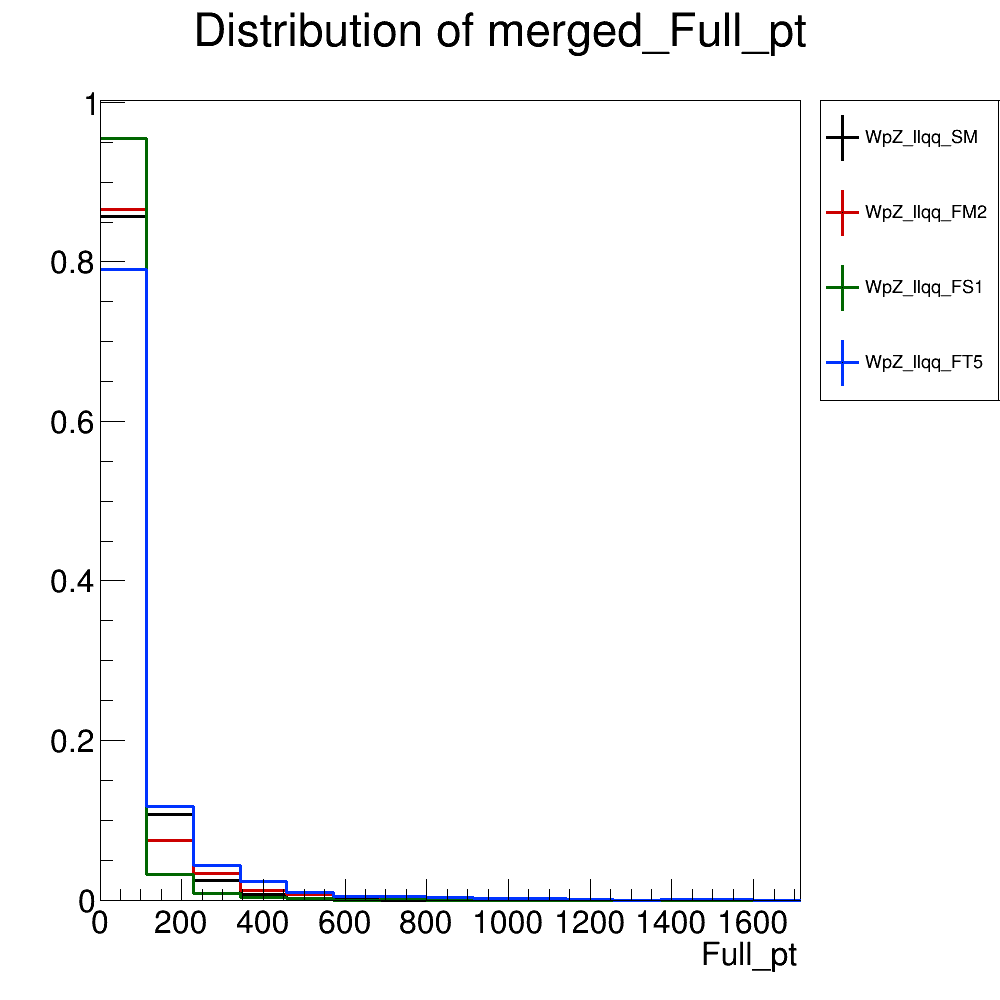 Distribution of merged_Full_pt
1
0.8
0.6
0.4
0.2
0
0 200 400 600 800 1000 1200 1400 1600
Full_pt
WpZ_llqq_SM
WpZ_llqq_FM2
WpZ_llqq_FS1
WpZ_llqq_FT5